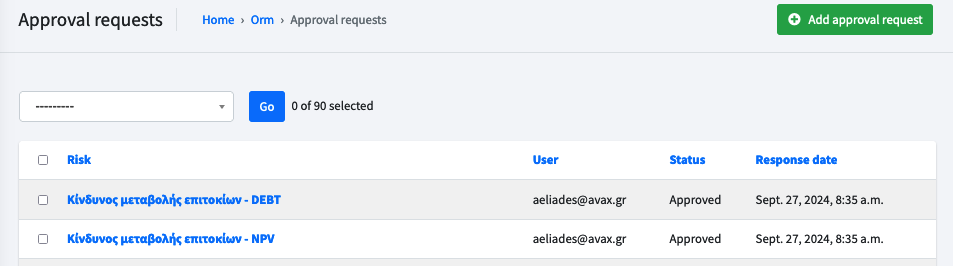 Approval requests Home › Orm › Approval requests Add approval request
--------- Go 0 of 90 selected
Risk User Status Response date
Κίνδυνος μεταβολής επιτοκίων - DEBT aeliades@avax.gr Approved Sept. 27, 2024, 8:35 a.m.
Κίνδυνος μεταβολής επιτοκίων - NPV aeliades@avax.gr Approved Sept. 27, 2024, 8:35 a.m.